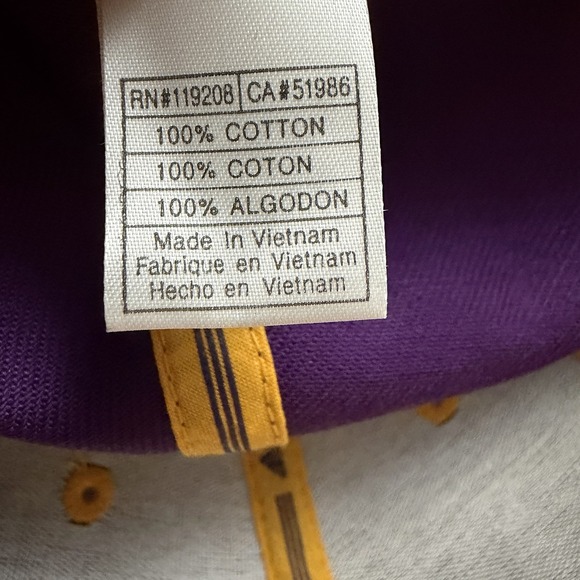 RN#119208 CA#51986
100% COTTON
100% COTON
100% ALGODON
Made In Vietnam
Fabrique en Vietnam
Hecho en Vietnam